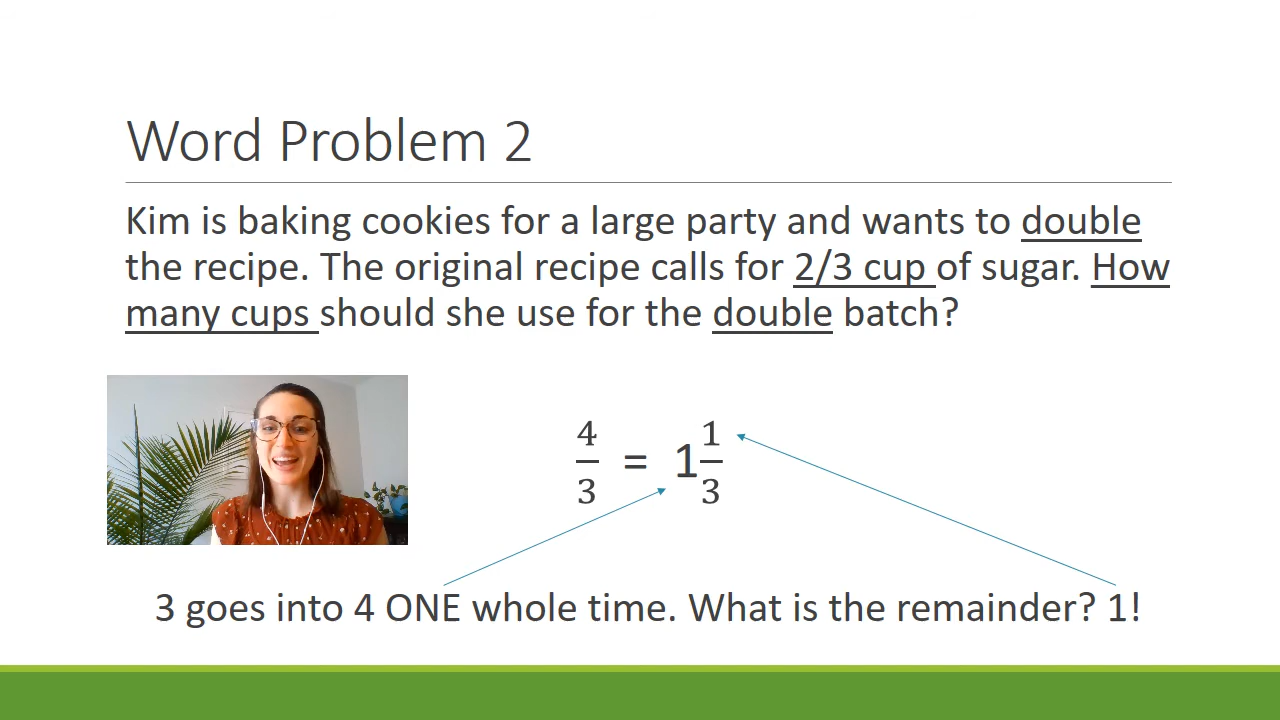 Word Problem 2
Kim is baking cookies for a large party and wants to double
the recipe. The original recipe calls for 2/3 cup of sugar. How
many cups should she use for the double batch?
4/3 = 1 1/3
3 goes into 4 ONE whole time. What is the remainder? 1!